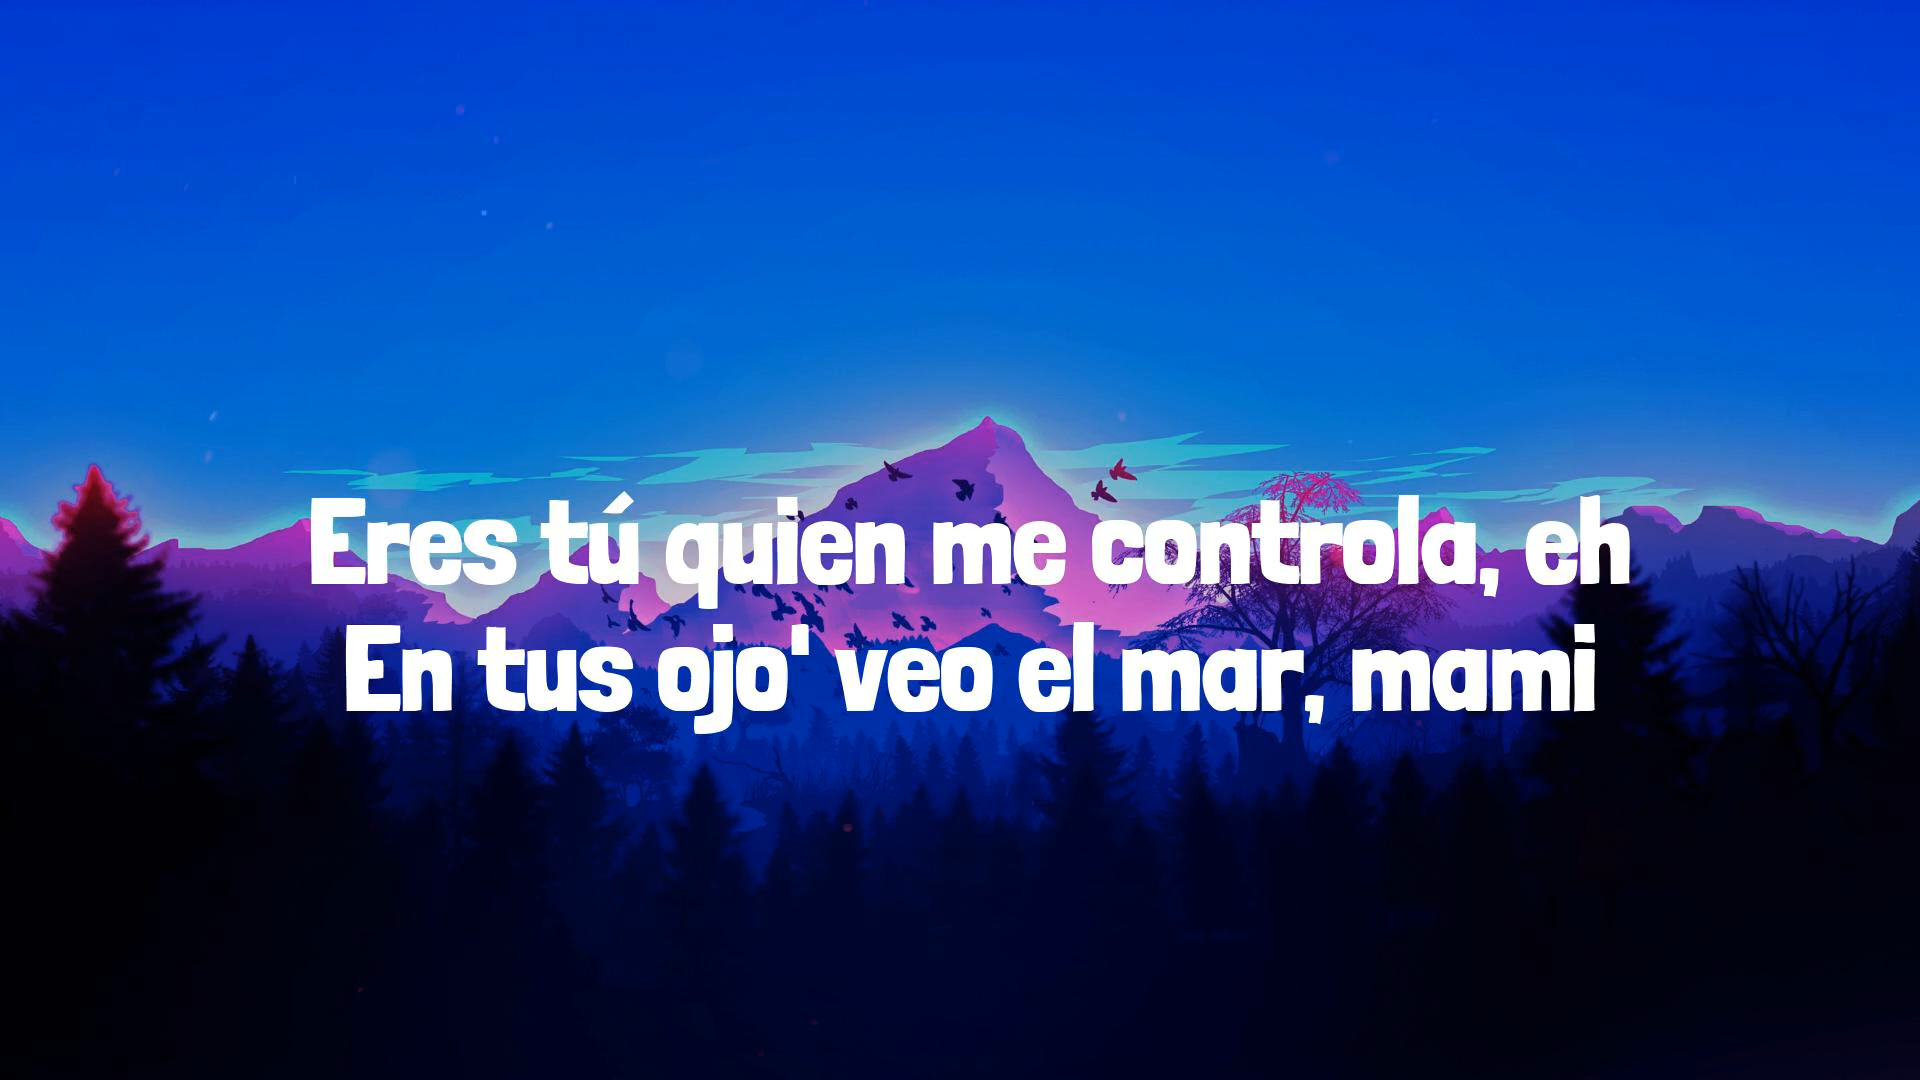 Eres tú quien me controla, eh
En tus ojo' veo el mar, mami